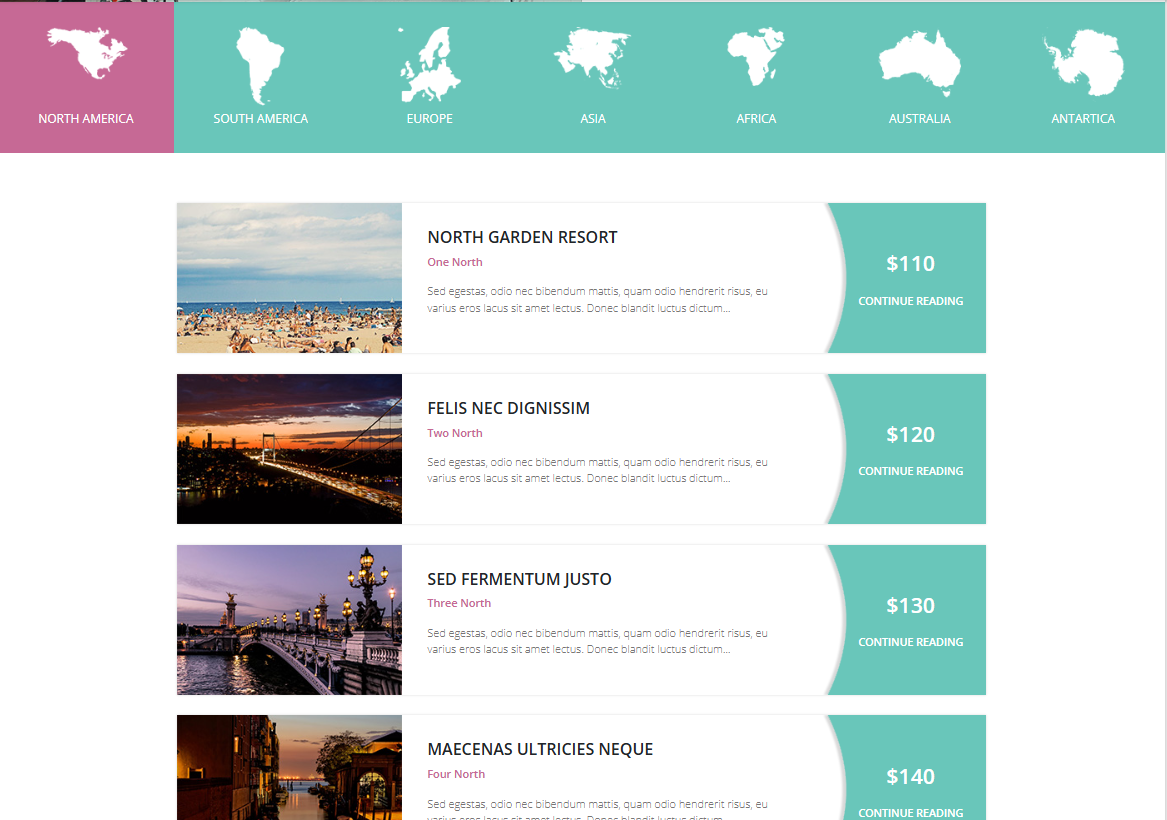 NORTH AMERICA
SOUTH AMERICA
EUROPE
ASIA
AFRICA
AUSTRALIA
ANTARTICA
NORTH GARDEN RESORT
One North
Sed egestas, odio nec bibendum mattis, quam odio hendrerit risus, eu
varius eros lacus sit amet lectus. Donec blandit luctus dictum...
$110
CONTINUE READING
FELIS NEC DIGNISSIM
Two North
Sed egestas, odio nec bibendum mattis, quam odio hendrerit risus, eu
varius eros lacus sit amet lectus. Donec blandit luctus dictum...
$120
CONTINUE READING
SED FERMENTUM JUSTO
Three North
Sed egestas, odio nec bibendum mattis, quam odio hendrerit risus, eu
varius eros lacus sit amet lectus. Donec blandit luctus dictum...
$130
CONTINUE READING
MAECENAS ULTRICIES NEQUE
Four North
Sed egestas, odio nec bibendum mattis, quam odio hendrerit risus, eu
$140
CONTINUE READING